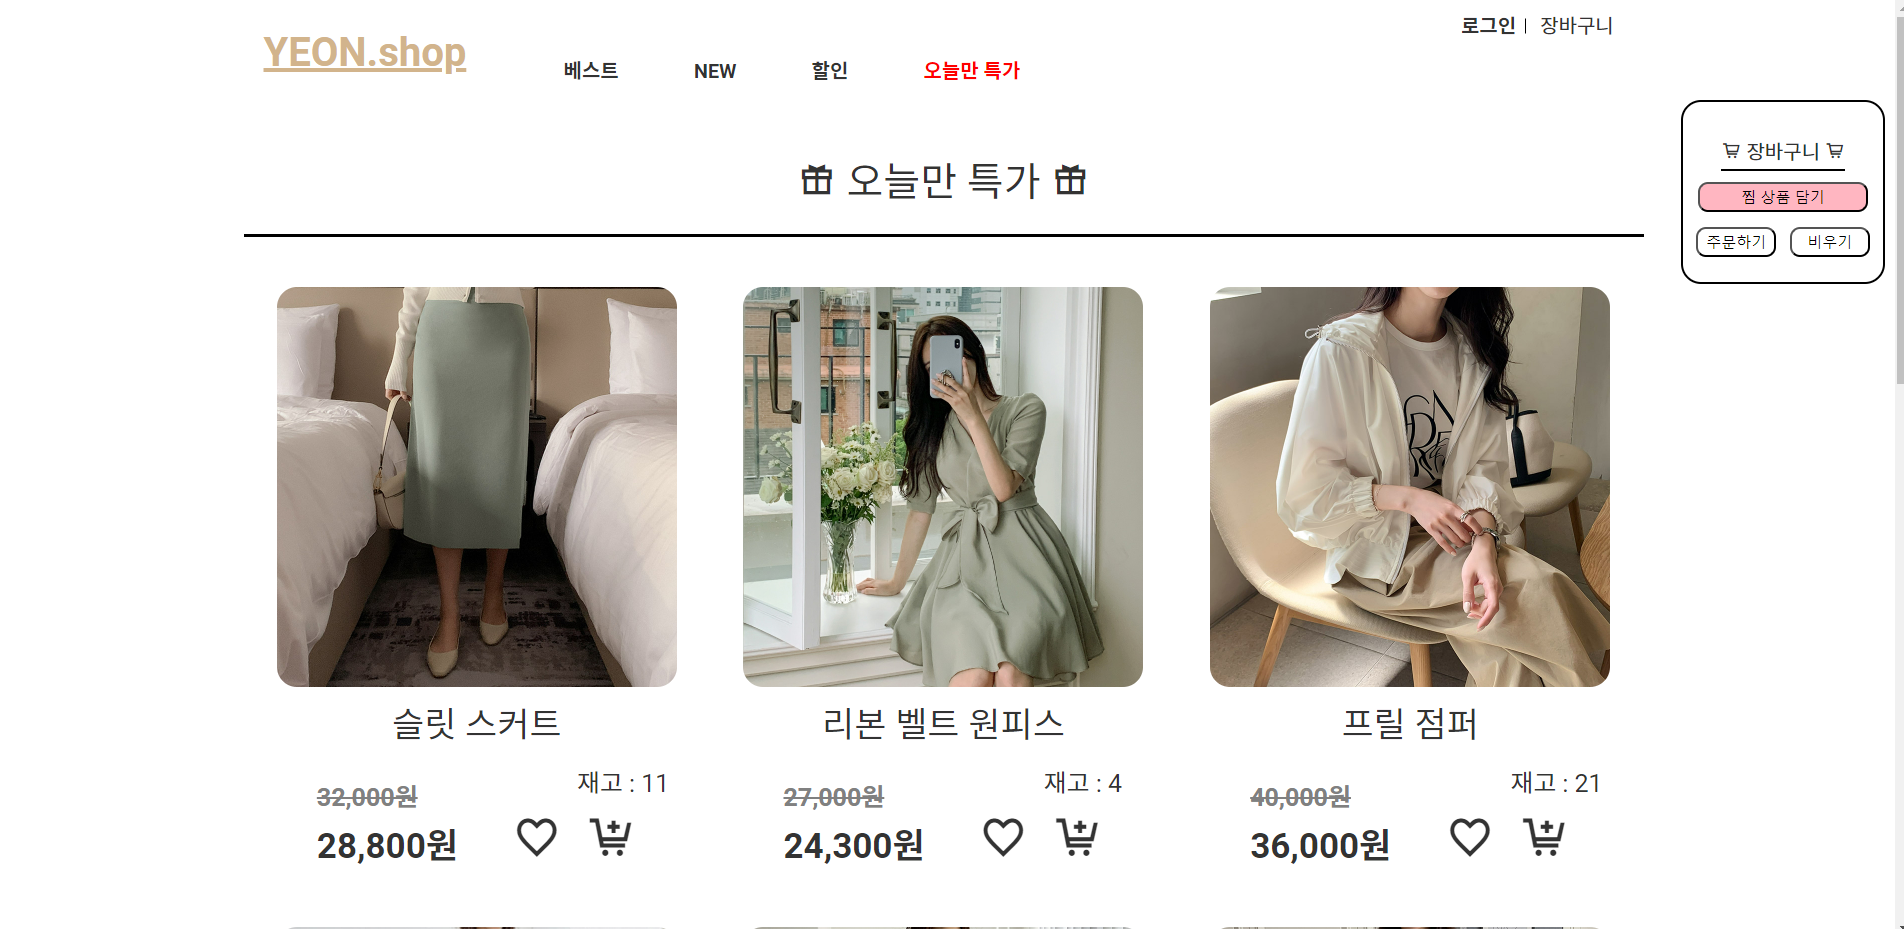 로그인 | 장바구니
YEON.shop
베스트 NEW 할인 오늘만 특가
장바구니
찜 상품 담기
주문하기 비우기
오늘만 특가
슬릿 스커트
재고 : 11
32,000원
28,800원
리본 벨트 원피스
재고 : 4
27,000원
24,300원
프릴 점퍼
재고 : 21
40,000원
36,000원